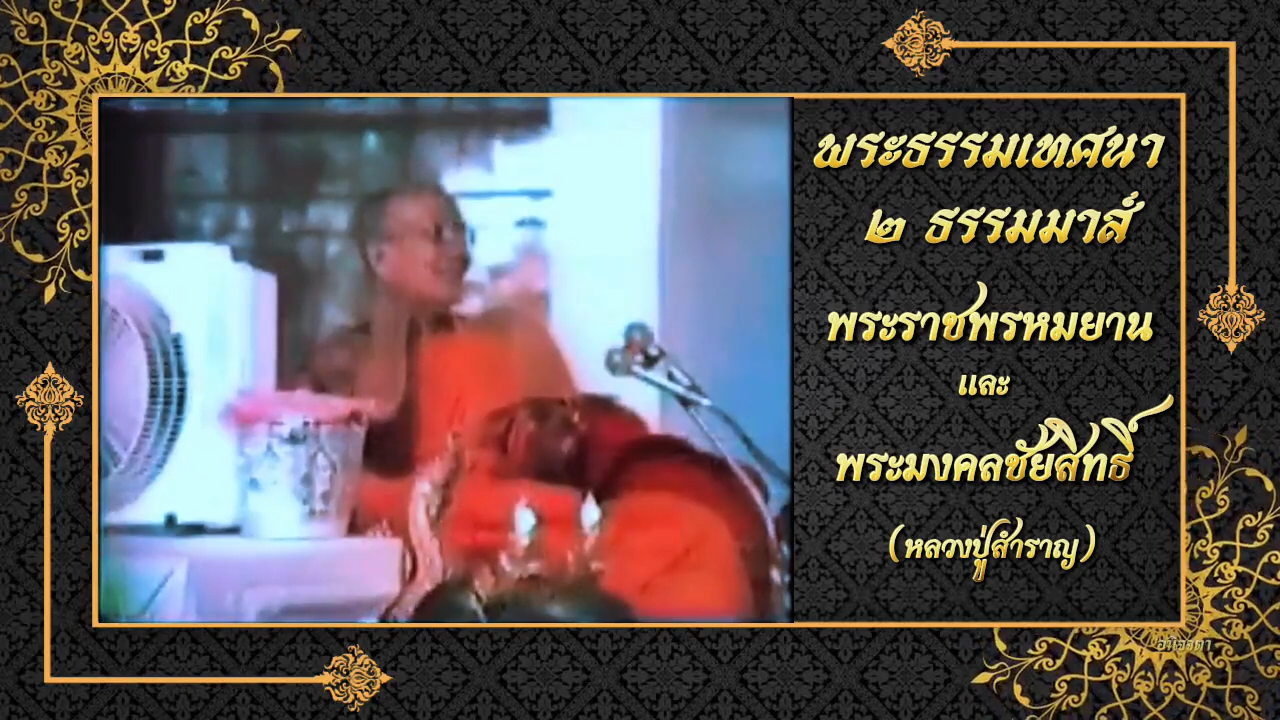 พระธรรมเทศนา
๒ ธรรมมาส์
พระราชพรหมยาน
และ
พระมงคลชัยสิทธิ์
(หลวงปู่สำราญ)